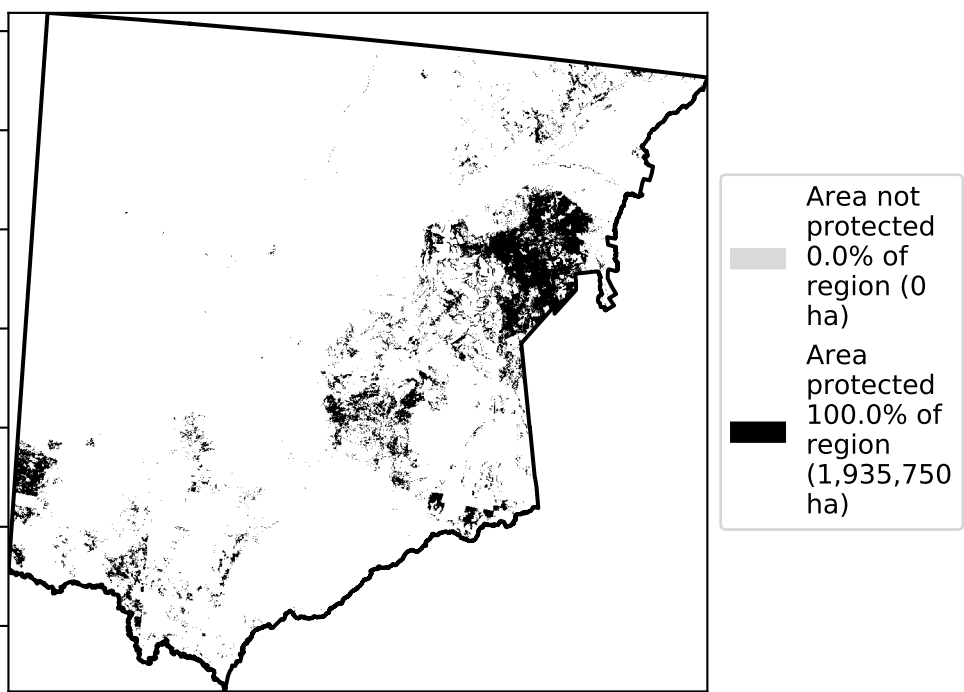 Area not
protected
0.0% of
region (0
ha)
Area
protected
100.0% of
region
(1,935,750
ha)